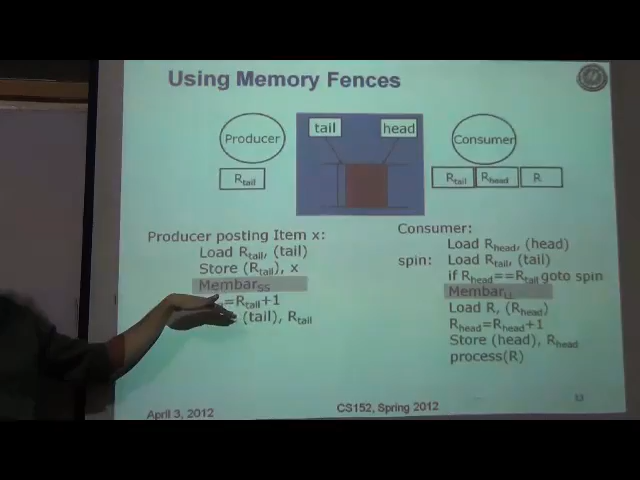 Using Memory Fences
Producer
tail
head
Consumer
Rtail
Rtail
Rhead
R
Producer posting Item x:
Load Rtail, (tail)
Store (Rtail), x
MembarSS
=Rtail+1
(tail), Rtail
Consumer:
Load Rhead, (head)
spin: Load Rtail, (tail)
if Rhead==Rtail goto spin
MembarLL
Load R, (Rhead)
Rhead=Rhead+1
Store (head), Rhead
process(R)
April 3, 2012
CS152, Spring 2012